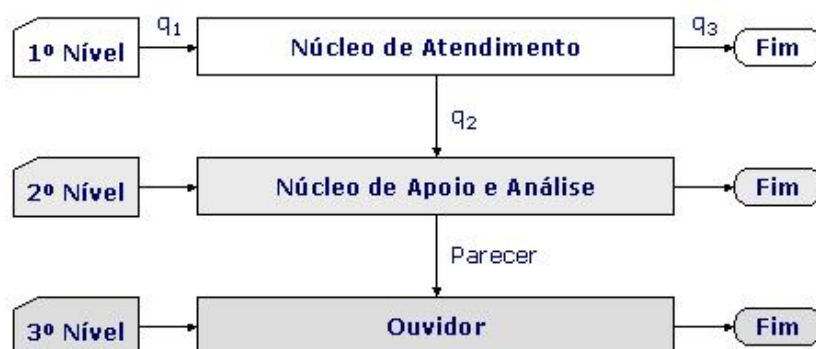 1º Nível
q1
Núcleo de Atendimento
q3
Fim
q2
2º Nível
Núcleo de Apoio e Análise
Fim
Parecer
3º Nível
Ouvidor
Fim